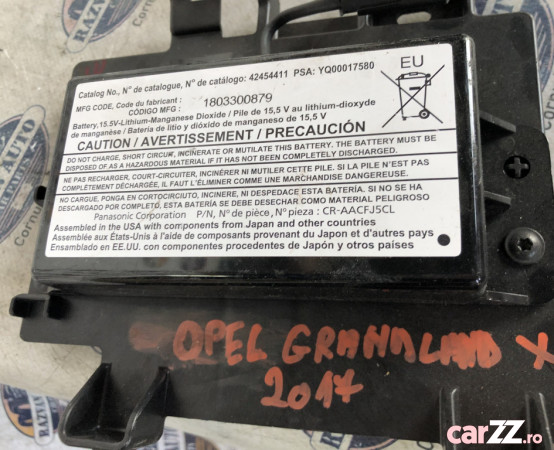 Catalog No., N° de catalogue, N° de catálogo: 42454411 PSA: YQ00017580
EU
MFG CODE, Code du fabricant :
CÓDIGO MFG :
1803300879
Battery,15.5V-Lithium-Manganese Dioxide / Pile de 15,5 V au lithium-dioxyde
de manganèse / Bateria de litio y dióxido de manganeso de 15,5 V
CAUTION / AVERTISSEMENT / PRECAUCIÓN
DO NOT CHARGE, SHORT CIRCUIT, INCINERATE OR MUTILATE THIS BATTERY. THE BATTERY MUST BE
DISPOSED OF AS A HAZARDOUS MATERIAL IF IT HAS NOT BEEN COMPLETELY DISCHARGED.
NE PAS RECHARGER, COURT-CIRCUITER, INCINÉRER NI MUTILER CETTE PILE. SI LA PILE N'EST PAS
COMPLÈTEMENT DÉCHARGÉE, IL FAUT L'ÉLIMINER COMME UNE MARCHANDISE DANGEREUSE.
NO CARGUE, PONGA EN CORTOCIRCUITO, INCINERE, NI DESPEDACE ESTA BATERÍA. SI NO SE HA
DESCARGADO POR COMPLETO, ESTA BATERÍA SE DEBE DESECHAR COMO MATERIAL PELIGROSO
Panasonic Corporation P/N, N° de pièce, N° pieza : CR-AACFJ5CL
Assembled in the USA with components from Japan and other countries
Assemblée aux États-Unis à l'aide de composants provenant du Japon et d'autres pays
Ensamblado en EE.UU. con componentes procedentes de Japón y otros países
OPEL GRANDLAND X
2017
RAZVAN AUTO
CORNU
RAZVAN
carzz.ro